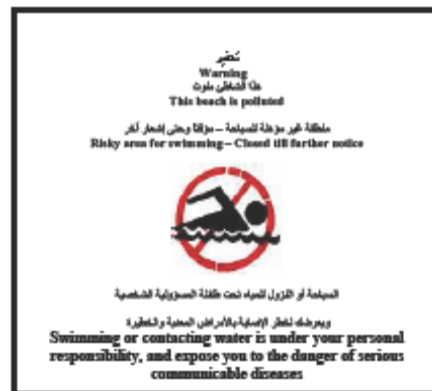 تحذير
Warning
هذا الشاطئ ملوث
This beach is polluted
منطقة غير مؤهلة للسباحة – مؤقتا وحتى إشعار آخر
Risky area for swimming – Closed till further notice
السباحة أو النزول للمياه تحت طائلة المسؤولية الشخصية
ويعرضك لخطر الإصابة بالأمراض المعدية والخطيرة
Swimming or contacting water is under your personal
responsibility, and expose you to the danger of serious
communicable diseases